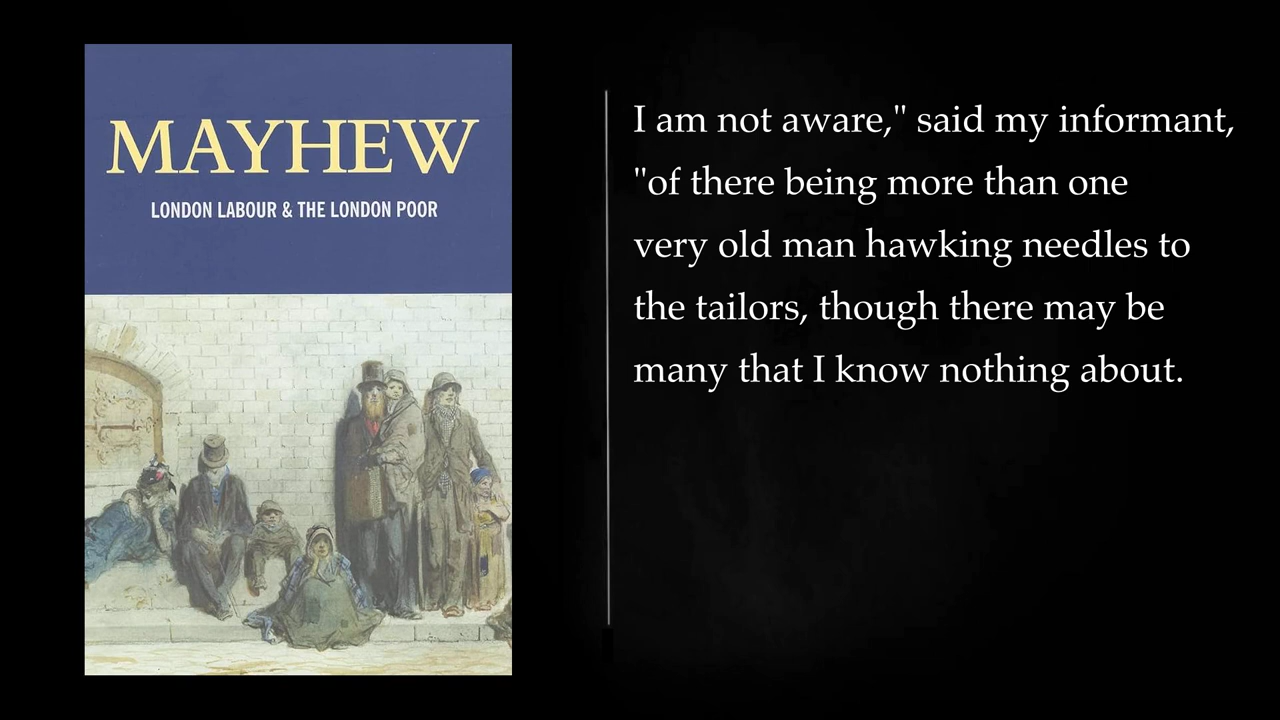 MAYHEW
LONDON LABOUR & THE LONDON POOR
I am not aware," said my informant,
"of there being more than one
very old man hawking needles to
the tailors, though there may be
many that I know nothing about.